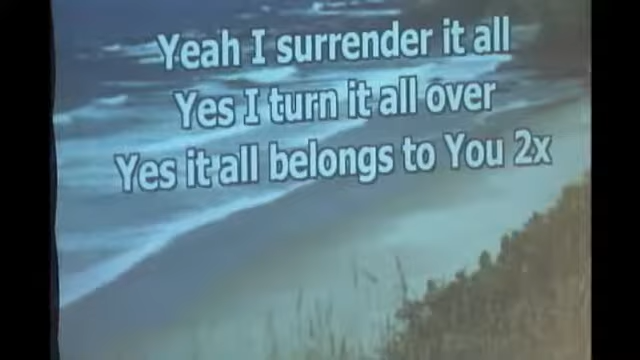 Yeah I surrender it all
Yes I turn it all over
Yes it all belongs to You 2x